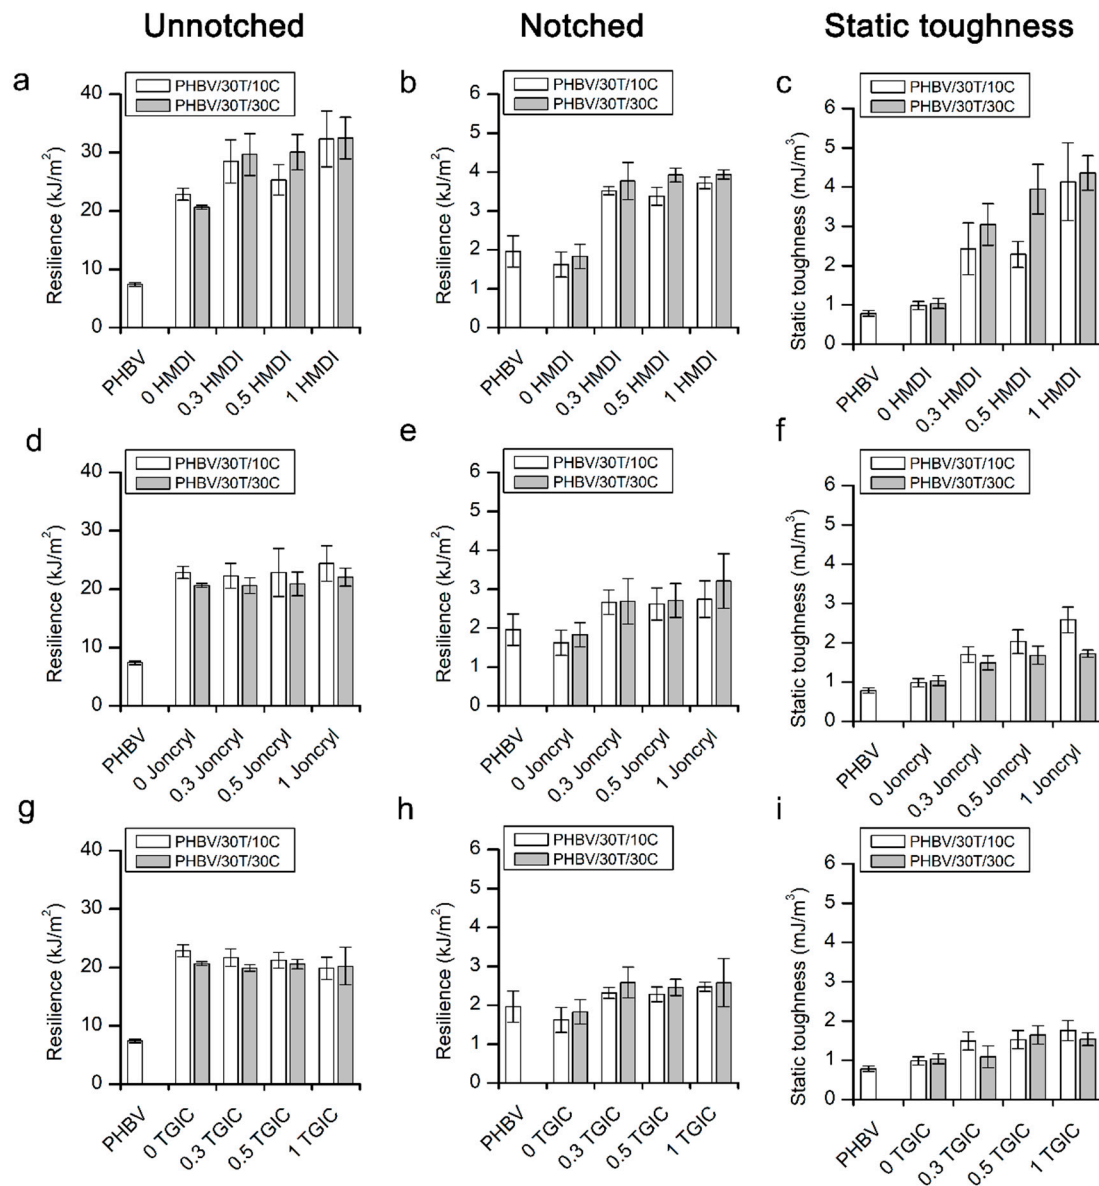 Unnotched
Notched
Static toughness
a
PHBV/30T/10C
PHBV/30T/30C
40
30
20
10
0
Resilience (kJ/m²)
PHBV
0 HMDI
0.3 HMDI
0.5 HMDI
1 HMDI
b
PHBV/30T/10C
PHBV/30T/30C
6
5
4
3
2
1
0
Resilience (kJ/m²)
PHBV
0 HMDI
0.3 HMDI
0.5 HMDI
1 HMDI
c
PHBV/30T/10C
PHBV/30T/30C
6
5
4
3
2
1
0
Static toughness (mJ/m³)
PHBV
0 HMDI
0.3 HMDI
0.5 HMDI
1 HMDI
d
PHBV/30T/10C
PHBV/30T/30C
40
30
20
10
0
Resilience (kJ/m²)
PHBV
0 Joncryl
0.3 Joncryl
0.5 Joncryl
1 Joncryl
e
PHBV/30T/10C
PHBV/30T/30C
6
5
4
3
2
1
0
Resilience (kJ/m²)
PHBV
0 Joncryl
0.3 Joncryl
0.5 Joncryl
1 Joncryl
f
PHBV/30T/10C
PHBV/30T/30C
6
5
4
3
2
1
0
Static toughness (mJ/m³)
PHBV
0 Joncryl
0.3 Joncryl
0.5 Joncryl
1 Joncryl
g
PHBV/30T/10C
PHBV/30T/30C
40
30
20
10
0
Resilience (kJ/m²)
PHBV
0 TGIC
0.3 TGIC
0.5 TGIC
1 TGIC
h
PHBV/30T/10C
PHBV/30T/30C
6
5
4
3
2
1
0
Resilience (kJ/m²)
PHBV
0 TGIC
0.3 TGIC
0.5 TGIC
1 TGIC
i
PHBV/30T/10C
PHBV/30T/30C
6
5
4
3
2
1
0
Static toughness (mJ/m³)
PHBV
0 TGIC
0.3 TGIC
0.5 TGIC
1 TGIC